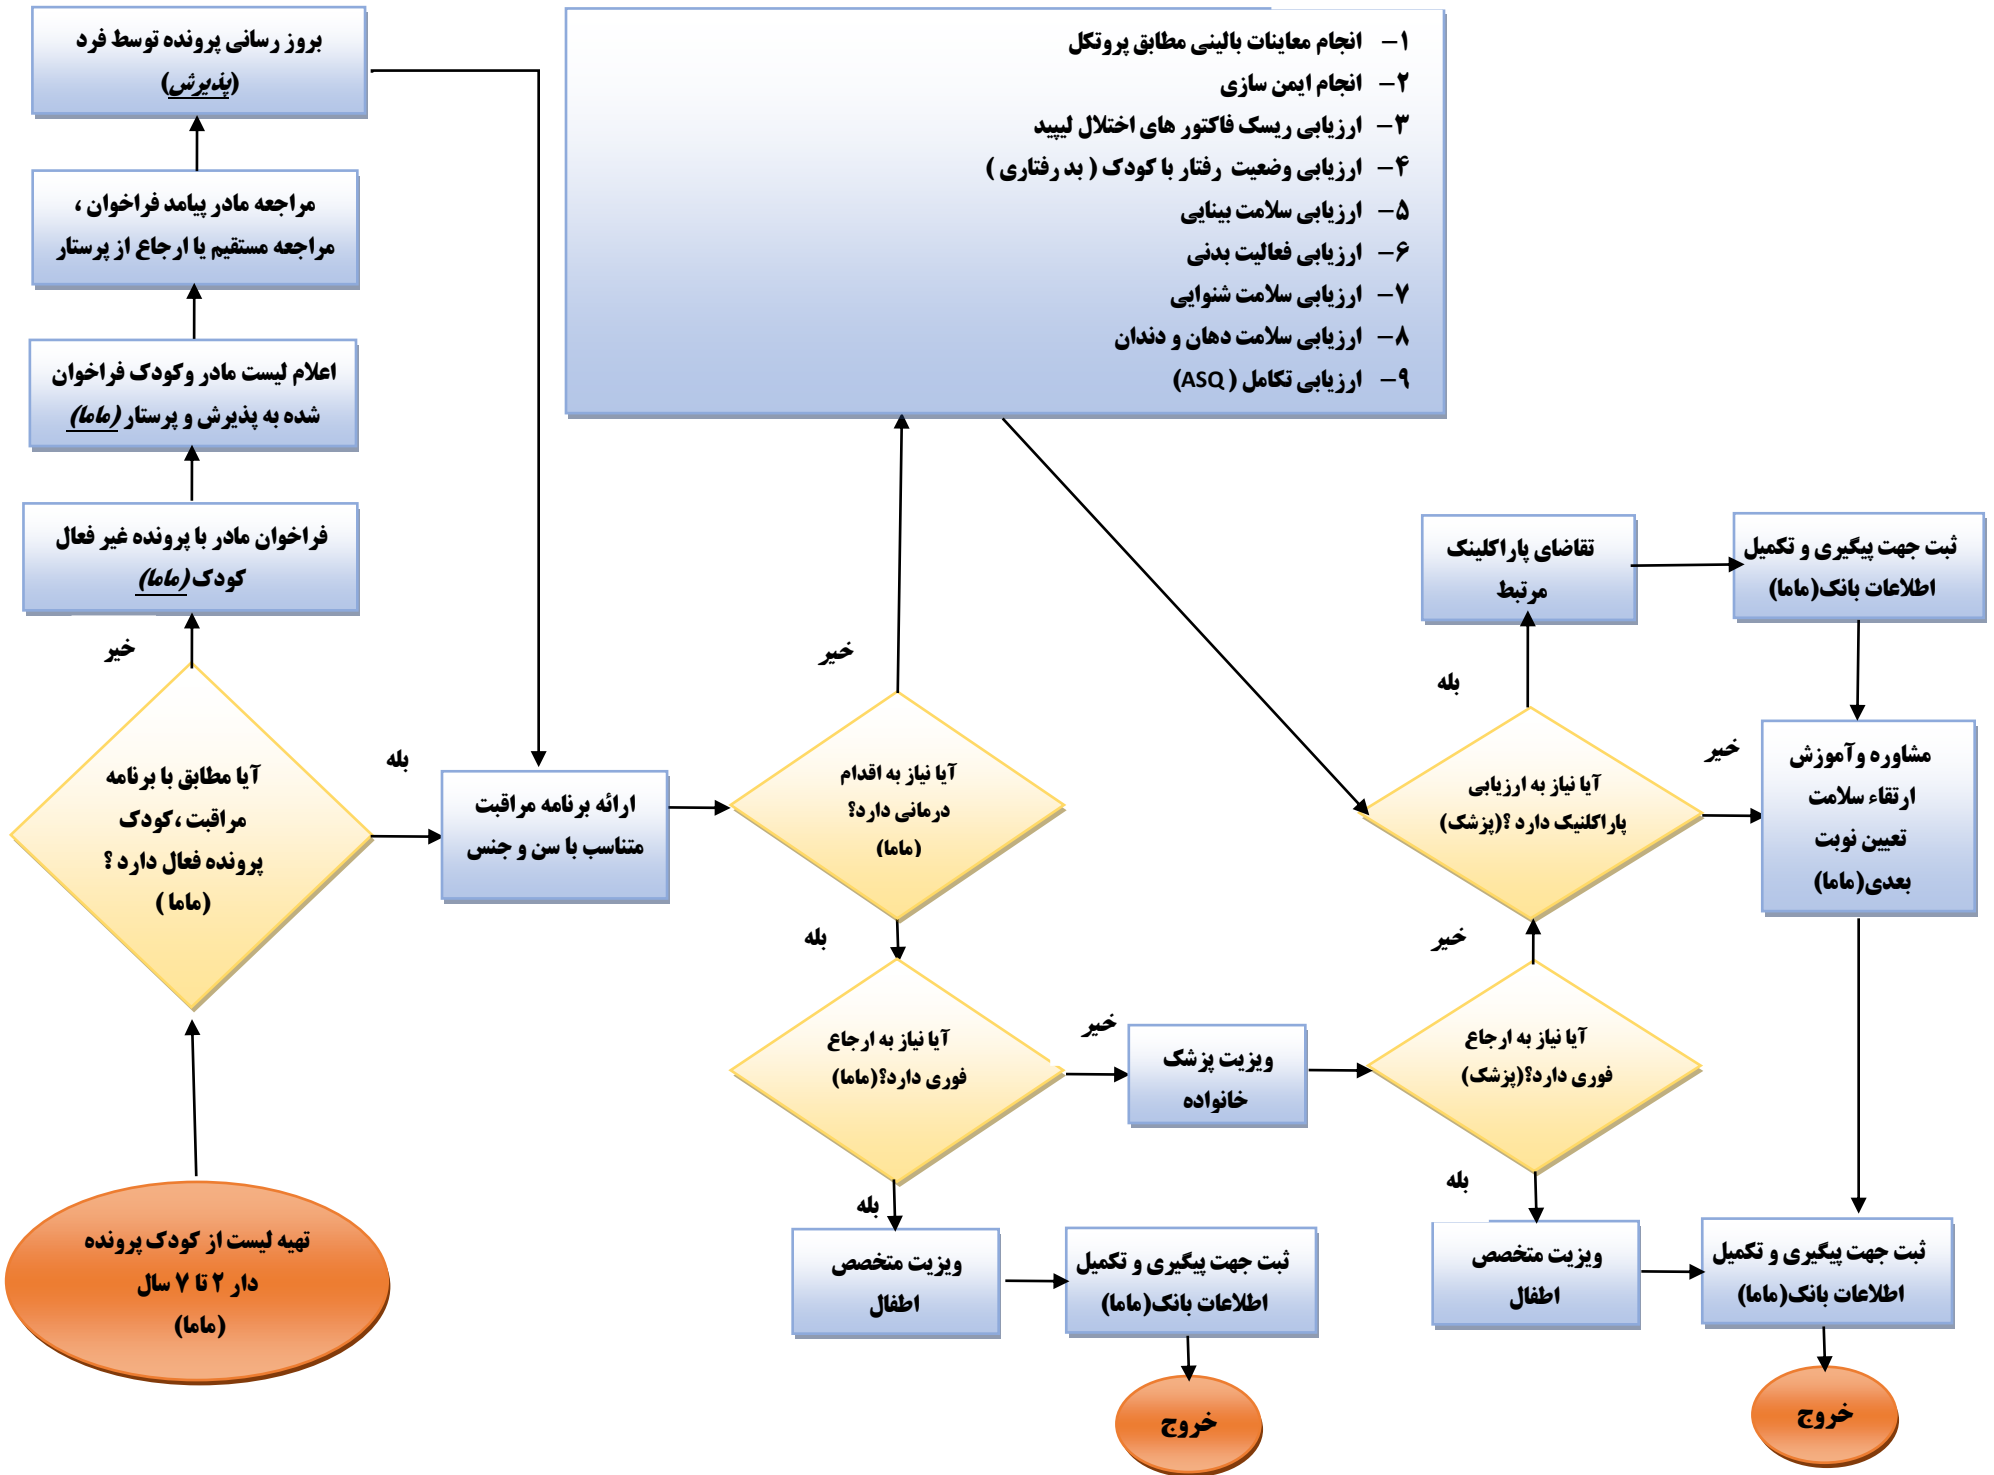 بروز رسانی پرونده توسط فرد
(پذیرش)
مراجعه مادر پیامد فراخوان ،
مراجعه مستقیم یا ارجاع از پرستار
اعلام لیست مادر وکودک فراخوان
شده به پذیرش و پرستار (ماما)
فراخوان مادر با پرونده غیر فعال
کودک (ماما)
خیر
آیا مطابق با برنامه
مراقبت ،کودک
پرونده فعال دارد ؟
(ماما )
بله
تهیه لیست از کودک پرونده
دار ۲ تا ۷ سال
(ماما)
ارائه برنامه مراقبت
متناسب با سن و جنس
۱- انجام معاینات بالینی مطابق پروتکل
۲- انجام ایمن سازی
۳- ارزیابی ریسک فاکتور های اختلال لیپید
۴- ارزیابی وضعیت رفتار با کودک ( بد رفتاری )
۵- ارزیابی سلامت بینایی
۶- ارزیابی فعالیت بدنی
۷- ارزیابی سلامت شنوایی
۸- ارزیابی سلامت دهان و دندان
۹- ارزیابی تکامل ( ASQ)
خیر
آیا نیاز به اقدام
درمانی دارد؟
(ماما)
بله
آیا نیاز به ارجاع
فوری دارد؟(ماما)
خیر
بله
ویزیت متخصص
اطفال
ثبت جهت پیگیری و تکمیل
اطلاعات بانک(ماما)
خروج
ویزیت پزشک
خانواده
آیا نیاز به ارجاع
فوری دارد؟(پزشک)
خیر
بله
ویزیت متخصص
اطفال
ثبت جهت پیگیری و تکمیل
اطلاعات بانک(ماما)
خروج
آیا نیاز به ارزیابی
پاراکلنیک دارد ؟(پزشک)
بله
خیر
تقاضای پاراکلینک
مرتبط
ثبت جهت پیگیری و تکمیل
اطلاعات بانک(ماما)
مشاوره وآموزش
ارتقاء سلامت
تعیین نوبت
بعدی(ماما)